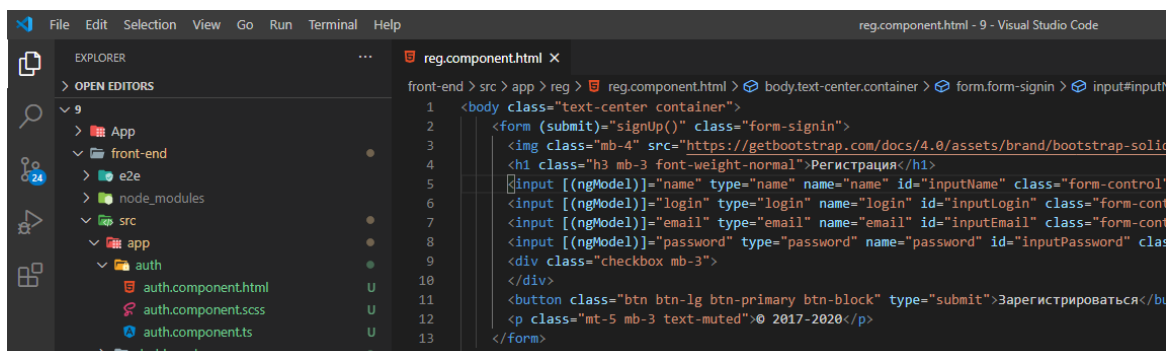 File Edit Selection View Go Run Terminal Help reg.component.html - 9 - Visual Studio Code
EXPLORER
OPEN EDITORS
9
App
front-end
e2e
node_modules
src
app
auth
auth.component.html U
auth.component.scss U
auth.component.ts U
24
reg.component.html
front-end > src > app > reg > reg.component.html > body.text-center.container > form.form-signin > input#inputN
1 <body class="text-center container">
2 <form (submit)="signUp()" class="form-signin">
3 <img class="mb-4" src="https://getbootstrap.com/docs/4.0/assets/brand/bootstrap-solid
4 <h1 class="h3 mb-3 font-weight-normal">Регистрация</h1>
5 <input [(ngModel)]="name" type="name" name="name" id="inputName" class="form-control"
6 <input [(ngModel)]="login" type="login" name="login" id="inputLogin" class="form-cont
7 <input [(ngModel)]="email" type="email" name="email" id="inputEmail" class="form-cont
8 <input [(ngModel)]="password" type="password" name="password" id="inputPassword" clas
9 <div class="checkbox mb-3">
10 </div>
11 <button class="btn btn-lg btn-primary btn-block" type="submit">Зарегистрироваться</bu
12 <p class="mt-5 mb-3 text-muted">© 2017-2020</p>
13 </form>